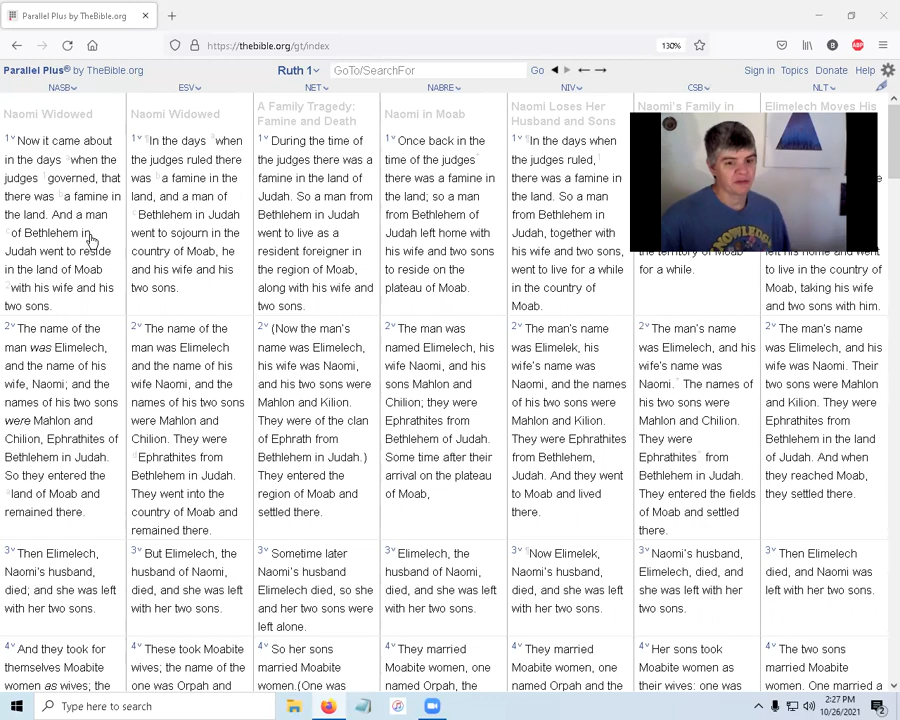 Parallel Plus by TheBible.org
https://thebible.org/gt/index
130%
Parallel Plus® by TheBible.org
Ruth 1
GoTo/SearchFor
Go
Sign in Topics Donate Help
NASB
ESV
NET
NABRE
NIV
CSB
NLT
Naomi Widowed
1 Now it came about
in the days a when the
judges 1 governed, that
there was b a famine in
the land. And a man
c of Bethlehem in
Judah went to reside
in the land of Moab
2 with his wife and his
two sons.
2 The name of the
man was Elimelech,
and the name of his
wife, Naomi; and the
names of his two sons
were Mahlon and
Chilion, Ephrathites of
Bethlehem in Judah.
So they entered the
a land of Moab and
remained there.
3 Then Elimelech,
Naomi's husband,
died; and she was left
with her two sons.
4 And they took for
themselves Moabite
women as wives; the
Naomi Widowed
1 ¶In the days a when
the judges ruled there
was b a famine in the
land, and a man of
c Bethlehem in Judah
went to sojourn in the
country of Moab, he
and his wife and his
two sons.
2 The name of the
man was Elimelech
and the name of his
wife Naomi, and the
names of his two sons
were Mahlon and
Chilion. They were
d Ephrathites from
Bethlehem in Judah.
They went into the
country of Moab and
remained there.
3 But Elimelech, the
husband of Naomi,
died, and she was left
with her two sons.
4 These took Moabite
wives; the name of the
one was Orpah and
A Family Tragedy:
Famine and Death
1 During the time of
the judges there was a
famine in the land of
Judah. So a man from
Bethlehem in Judah
went to live as a
resident foreigner in
the region of Moab,
along with his wife and
two sons.
2 (Now the man's
name was Elimelech,
his wife was Naomi,
and his two sons were
Mahlon and Kilion.
They were of the clan
of Ephrath from
Bethlehem in Judah.)
They entered the
region of Moab and
settled there.
3 Sometime later
Naomi's husband
Elimelech died, so she
and her two sons were
left alone.
4 So her sons
married Moabite
women.(One was
Naomi in Moab
1 Once back in the
time of the judges*
there was a famine in
the land; so a man
from Bethlehem of
Judah left home with
his wife and two sons
to reside on the
plateau of Moab.
2 The man was
named Elimelech, his
wife Naomi, and his
sons Mahlon and
Chilion; they were
Ephrathites from
Bethlehem of Judah.
Some time after their
arrival on the plateau
of Moab,
3 Elimelech, the
husband of Naomi,
died, and she was left
with her two sons.
4 They married
Moabite women, one
named Orpah, the
Naomi Loses Her
Husband and Sons
1 ¶In the days when
the judges ruled,
there was a famine in
the land. So a man
from Bethlehem in
Judah, together with
his wife and two sons,
went to live for a while
in the country of
Moab.
2 The man's name
was Elimelek, his
wife's name was
Naomi, and the names
of his two sons were
Mahlon and Kilion.
They were Ephrathites
from Bethlehem,
Judah. And they went
to Moab and lived
there.
3 ¶Now Elimelek,
Naomi's husband,
died, and she was left
with her two sons.
4 They married
Moabite women, one
Naomi's Family in
for a while.
2 The man's name
was Elimelech, and his
wife's name was
Naomi.* The names of
his two sons were
Mahlon and Chilion.
They were
Ephrathites* from
Bethlehem in Judah.
They entered the fields
of Moab and settled
there.
3 Naomi's husband,
Elimelech, died, and
she was left with her
two sons.
4 Her sons took
Moabite women as
their wives: one was
Elimelech Moves His
left his home and went
to live in the country of
Moab, taking his wife
and two sons with him.
2 The man's name
was Elimelech, and his
wife was Naomi. Their
two sons were Mahlon
and Kilion. They were
Ephrathites from
Bethlehem in the land
of Judah. And when
they reached Moab,
they settled there.
3 Then Elimelech
died, and Naomi was
left with her two sons.
4 The two sons
married Moabite
women. One married a
Type here to search
2:27 PM
10/26/2021